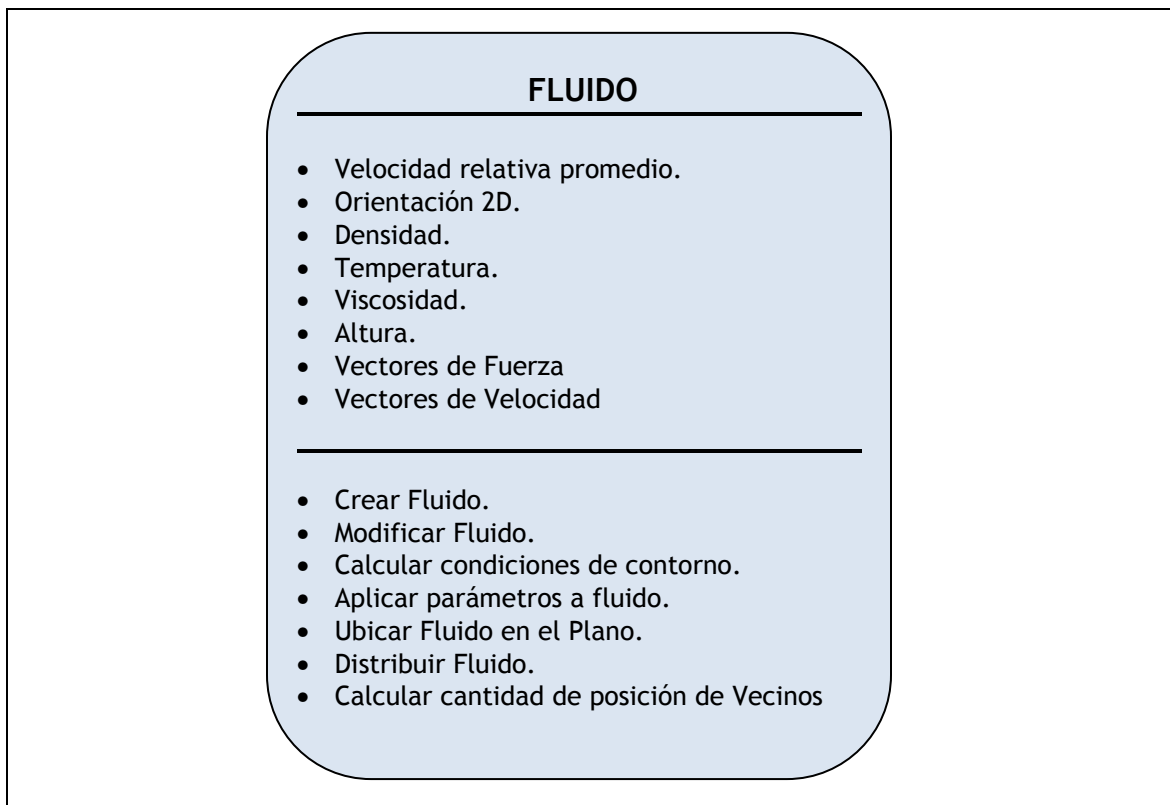 FLUIDO
• Velocidad relativa promedio.
• Orientación 2D.
• Densidad.
• Temperatura.
• Viscosidad.
• Altura.
• Vectores de Fuerza
• Vectores de Velocidad
• Crear Fluido.
• Modificar Fluido.
• Calcular condiciones de contorno.
• Aplicar parámetros a fluido.
• Ubicar Fluido en el Plano.
• Distribuir Fluido.
• Calcular cantidad de posición de Vecinos